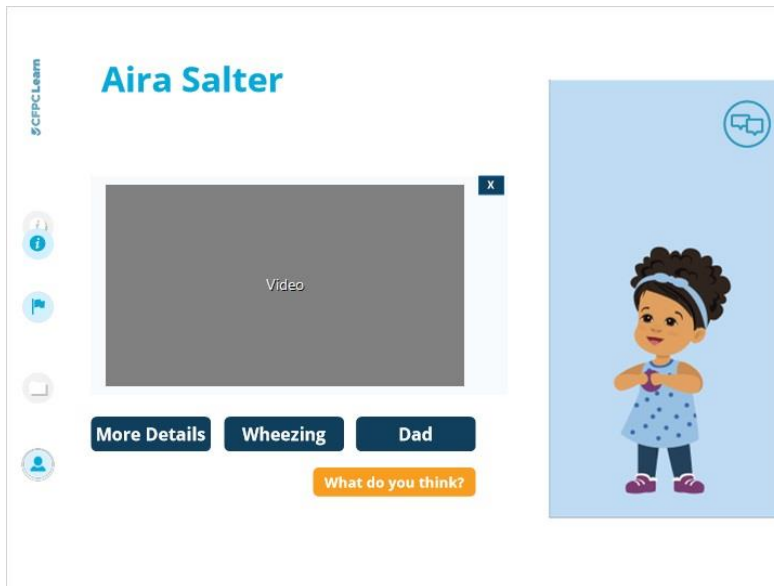 CFPCLearn
Aira Salter
X
Video
More Details
Wheezing
Dad
What do you think?